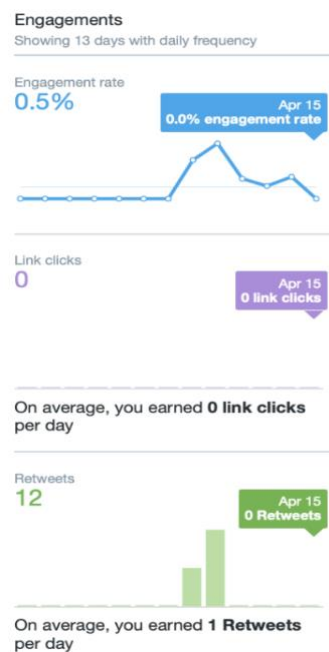 Engagements
Showing 13 days with daily frequency
Engagement rate
0.5%
Apr 15
0.0% engagement rate
Link clicks
0
Apr 15
0 link clicks
On average, you earned 0 link clicks
per day
Retweets
12
Apr 15
0 Retweets
On average, you earned 1 Retweets
per day